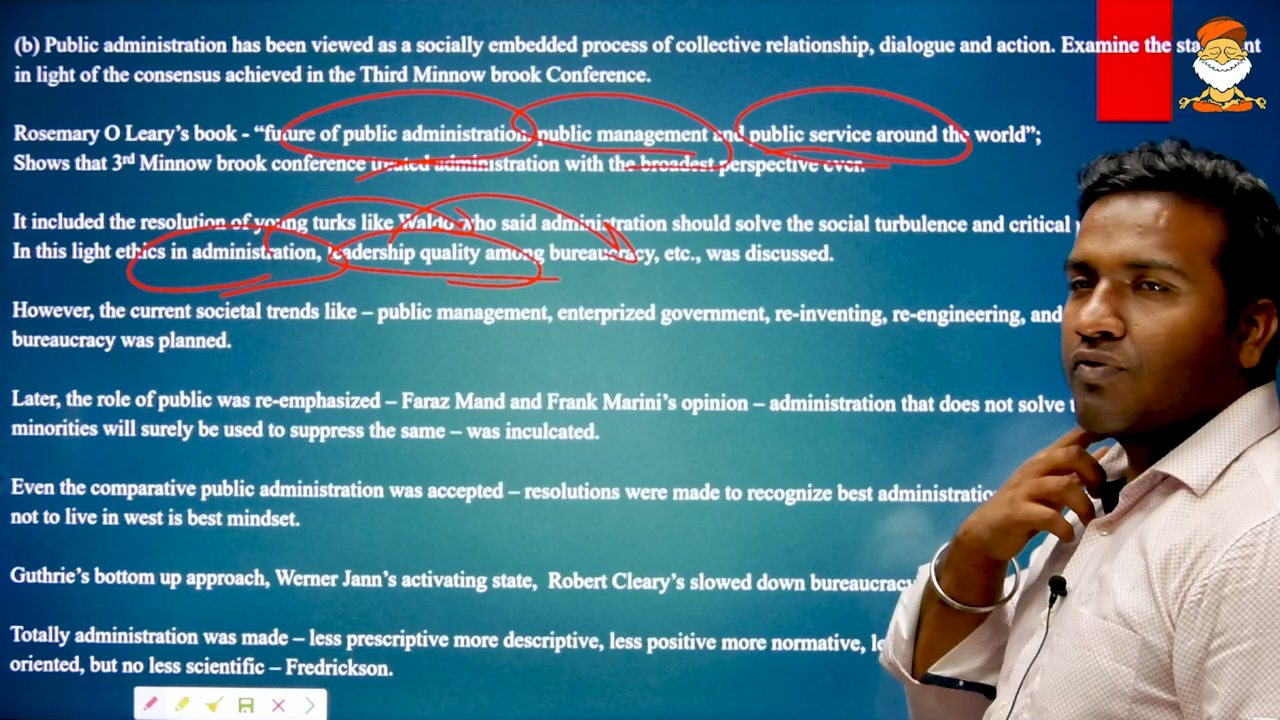 (b) Public administration has been viewed as a socially embedded process of collective relationship, dialogue and action. Examine the
in light of the consensus achieved in the Third Minnow brook Conference.
Rosemary O Leary's book - “future of public administration, public management and public service around the world”;
Shows that 3rd Minnow brook conference treated administration with the broadest perspective ever.
It included the resolution of young turks like Waldo who said administration should solve the social turbulence and critical
In this light ethics in administration, leadership quality among bureaucracy, etc., was discussed.
However, the current societal trends like – public management, enterprized government, re-inventing, re-engineering, and
bureaucracy was planned.
Later, the role of public was re-emphasized – Faraz Mand and Frank Marini's opinion – administration that does not solve
minorities will surely be used to suppress the same – was inculcated.
Even the comparative public administration was accepted – resolutions were made to recognize best
not to live in west is best mindset.
Guthrie's bottom up approach, Werner Jann's activating state, Robert Cleary's slowed down
Totally administration was made – less prescriptive more descriptive, less positive more normative,
oriented, but no less scientific – Fredrickson.